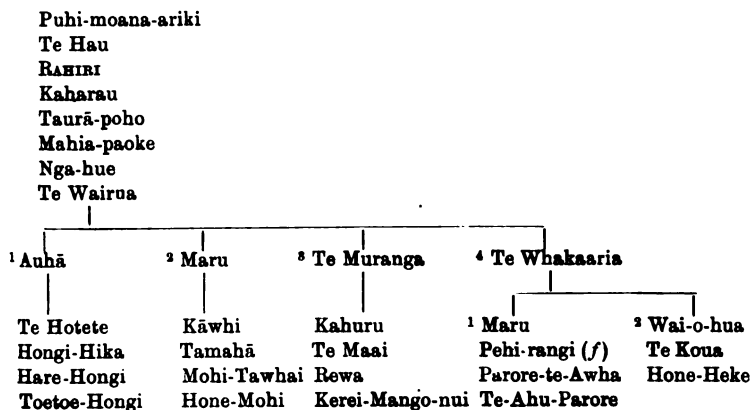 Puhi-moana-ariki
Te Hau
RAHIRI
Kaharau
Taurā-poho
Mahia-paoke
Nga-hue
Te Wairua
¹ Auhā ² Maru ³ Te Muranga ⁴ Te Whakaaria
Te Hotete Kāwhi Kahuru ¹ Maru ² Wai-o-hua
Hongi-Hika Tamahā Te Maai Pehi-rangi (f) Te Koua
Hare-Hongi Mohi-Tawhai Rewa Parore-te-Awha Hone-Heke
Toetoe-Hongi Hone-Mohi Kerei-Mango-nui Te-Ahu-Parore